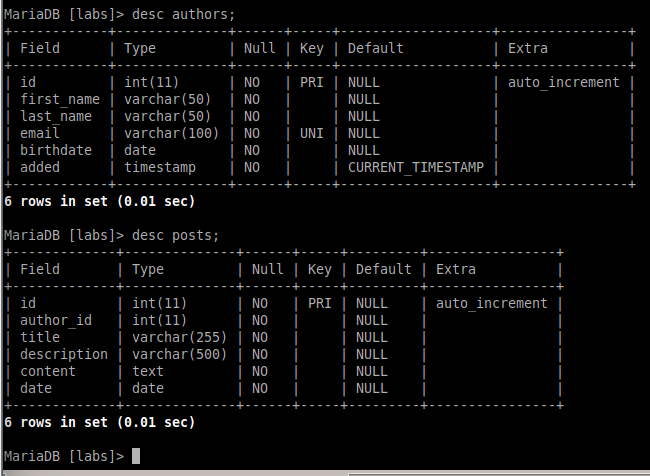 MariaDB [labs]> desc authors;
+------------+--------------+------+-----+-------------------+----------------+
| Field      | Type         | Null | Key | Default           | Extra          |
+------------+--------------+------+-----+-------------------+----------------+
| id         | int(11)      | NO   | PRI | NULL              | auto_increment |
| first_name | varchar(50)  | NO   |     | NULL              |                |
| last_name  | varchar(50)  | NO   |     | NULL              |                |
| email      | varchar(100) | NO   | UNI | NULL              |                |
| birthdate  | date         | NO   |     | NULL              |                |
| added      | timestamp    | NO   |     | CURRENT_TIMESTAMP |                |
+------------+--------------+------+-----+-------------------+----------------+
6 rows in set (0.01 sec)

MariaDB [labs]> desc posts;
+-------------+--------------+------+-----+---------+----------------+
| Field       | Type         | Null | Key | Default | Extra          |
+-------------+--------------+------+-----+---------+----------------+
| id          | int(11)      | NO   | PRI | NULL    | auto_increment |
| author_id   | int(11)      | NO   |     | NULL    |                |
| title       | varchar(255) | NO   |     | NULL    |                |
| description | varchar(500) | NO   |     | NULL    |                |
| content     | text         | NO   |     | NULL    |                |
| date        | date         | NO   |     | NULL    |                |
+-------------+--------------+------+-----+---------+----------------+
6 rows in set (0.01 sec)

MariaDB [labs]>